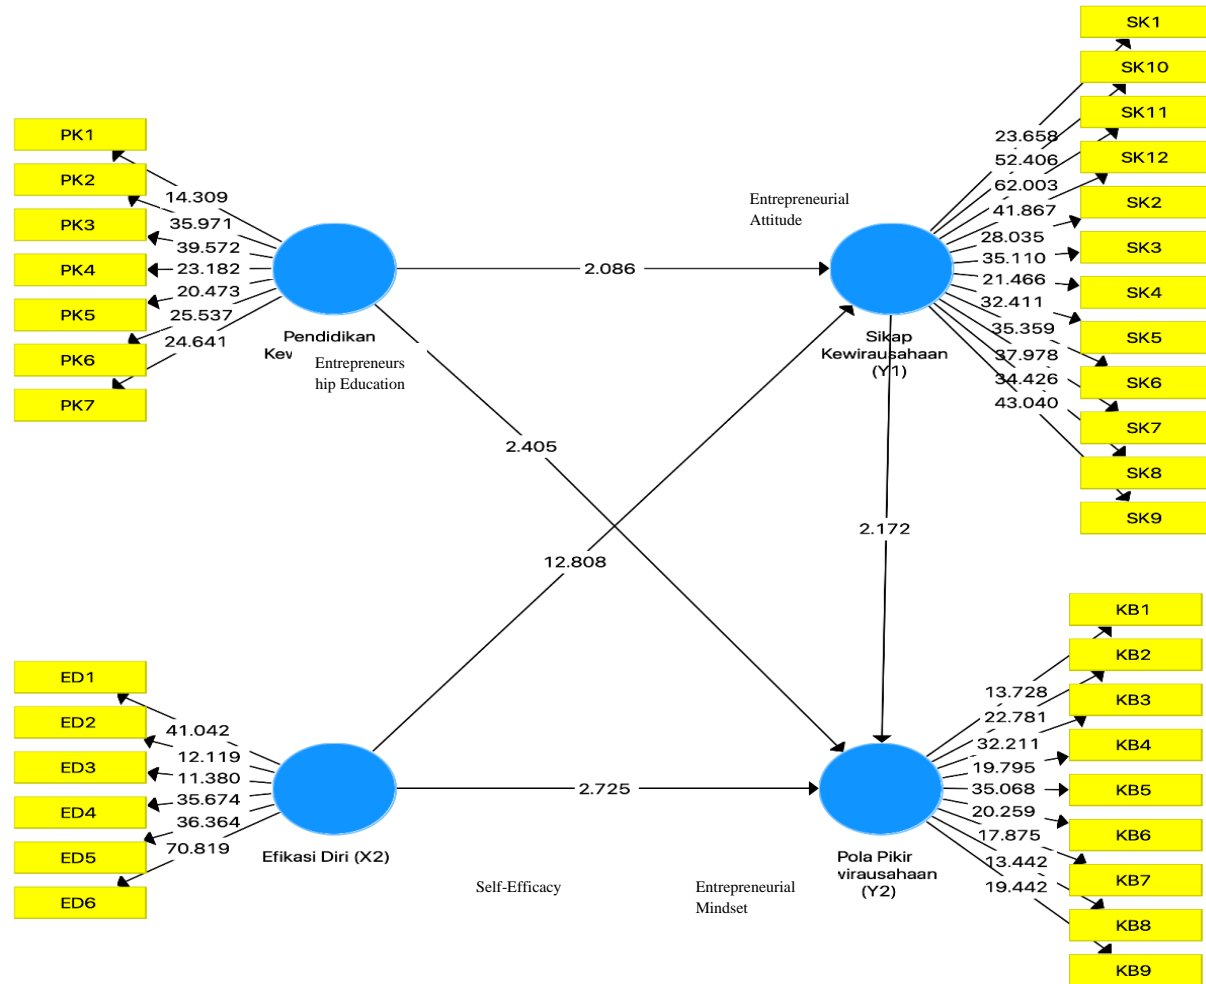 SK1
SK10
SK11
SK12
SK2
SK3
SK4
SK5
SK6
SK7
SK8
SK9
23.658
52.406
62.003
41.867
28.035
35.110
21.466
32.411
35.359
37.978
34.426
43.040
Entrepreneurial
Attitude
Sikap
Kewirausahaan
(Y1)
PK1
PK2
PK3
PK4
PK5
PK6
PK7
14.309
35.971
39.572
23.182
20.473
25.537
24.641
Pendidikan
Entrepreneurs
hip Education
2.086
2.405
12.808
2.172
2.725
ED1
ED2
ED3
ED4
ED5
ED6
41.042
12.119
11.380
35.674
36.364
70.819
Efikasi Diri (X2)
Self-Efficacy
Entrepreneurial
Mindset
Pola Pikir
wirausahaan
(Y2)
13.728
22.781
32.211
19.795
35.068
20.259
17.875
13.442
19.442
KB1
KB2
KB3
KB4
KB5
KB6
KB7
KB8
KB9